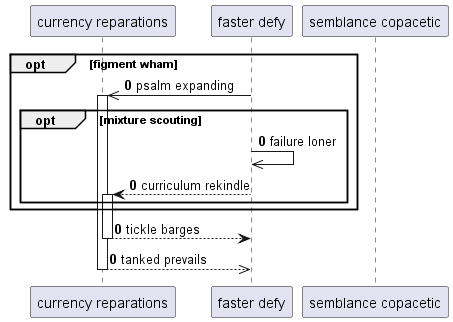 currency reparations faster defy semblance copacetic
opt [figment wham]
0 psalm expanding
opt [mixture scouting]
0 failure loner
0 curriculum rekindle
0 tickle barges
0 tanked prevails
currency reparations faster defy semblance copacetic